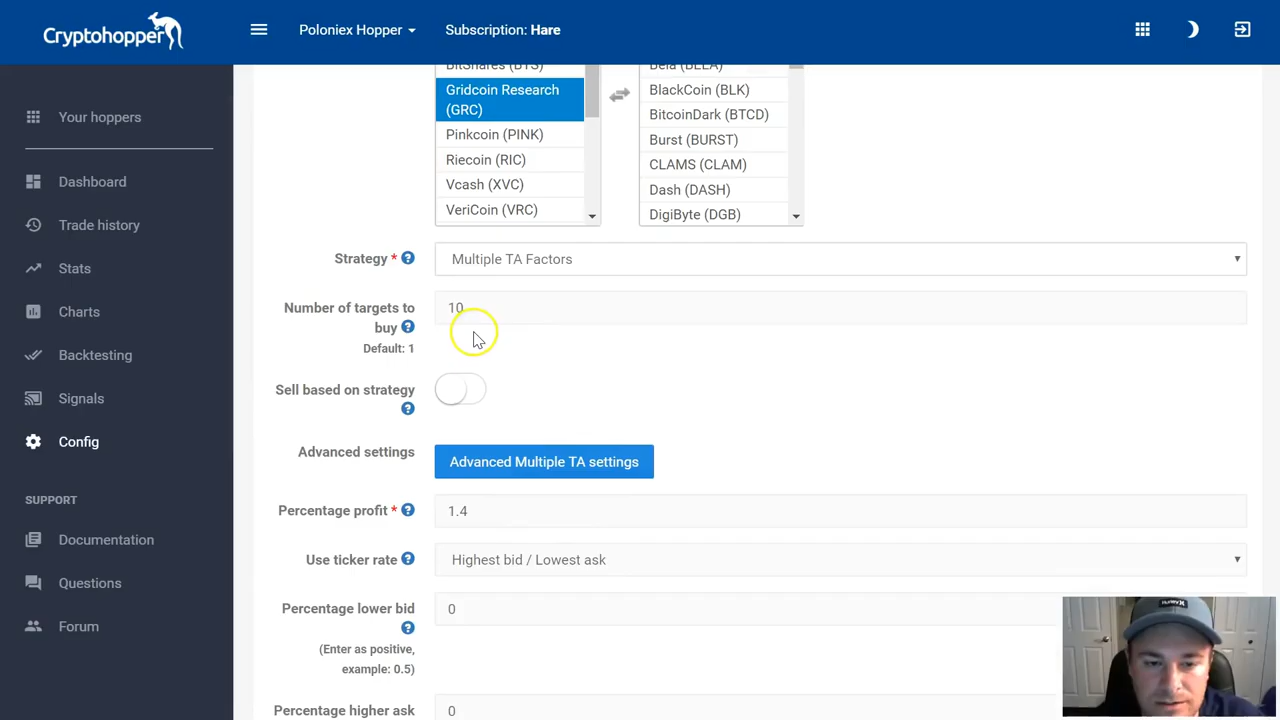 Cryptohopper
Poloniex Hopper
Subscription: Hare
Your hoppers
Dashboard
Trade history
Stats
Charts
Backtesting
Signals
Config
SUPPORT
Documentation
Questions
Forum
BitShares (BTS)
Gridcoin Research
(GRC)
Pinkcoin (PINK)
Riecoin (RIC)
Vcash (XVC)
VeriCoin (VRC)
Bela (BELA)
BlackCoin (BLK)
BitcoinDark (BTCD)
Burst (BURST)
CLAMS (CLAM)
Dash (DASH)
DigiByte (DGB)
Strategy * ?
Multiple TA Factors
Number of targets to
buy ?
Default: 1
10
Sell based on strategy
?
Advanced settings
Advanced Multiple TA settings
Percentage profit * ?
1.4
Use ticker rate ?
Highest bid / Lowest ask
Percentage lower bid
?
(Enter as positive,
example: 0.5)
0
Percentage higher ask
0